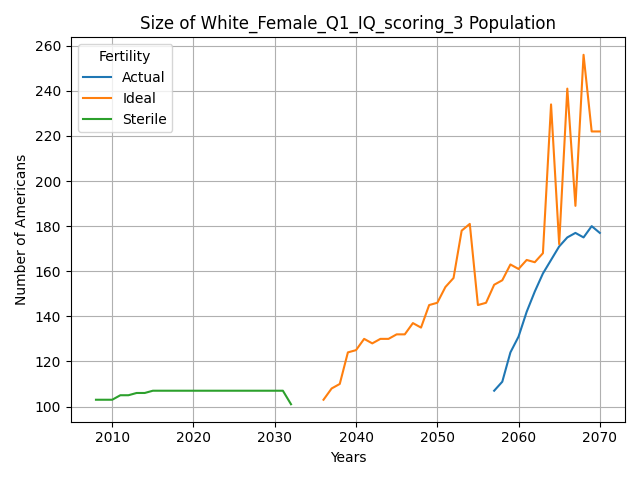 Size of White_Female_Q1_IQ_scoring_3 Population
Number of Americans
260
240
220
200
180
160
140
120
100
Fertility
Actual
Ideal
Sterile
2010 2020 2030 2040 2050 2060 2070
Years